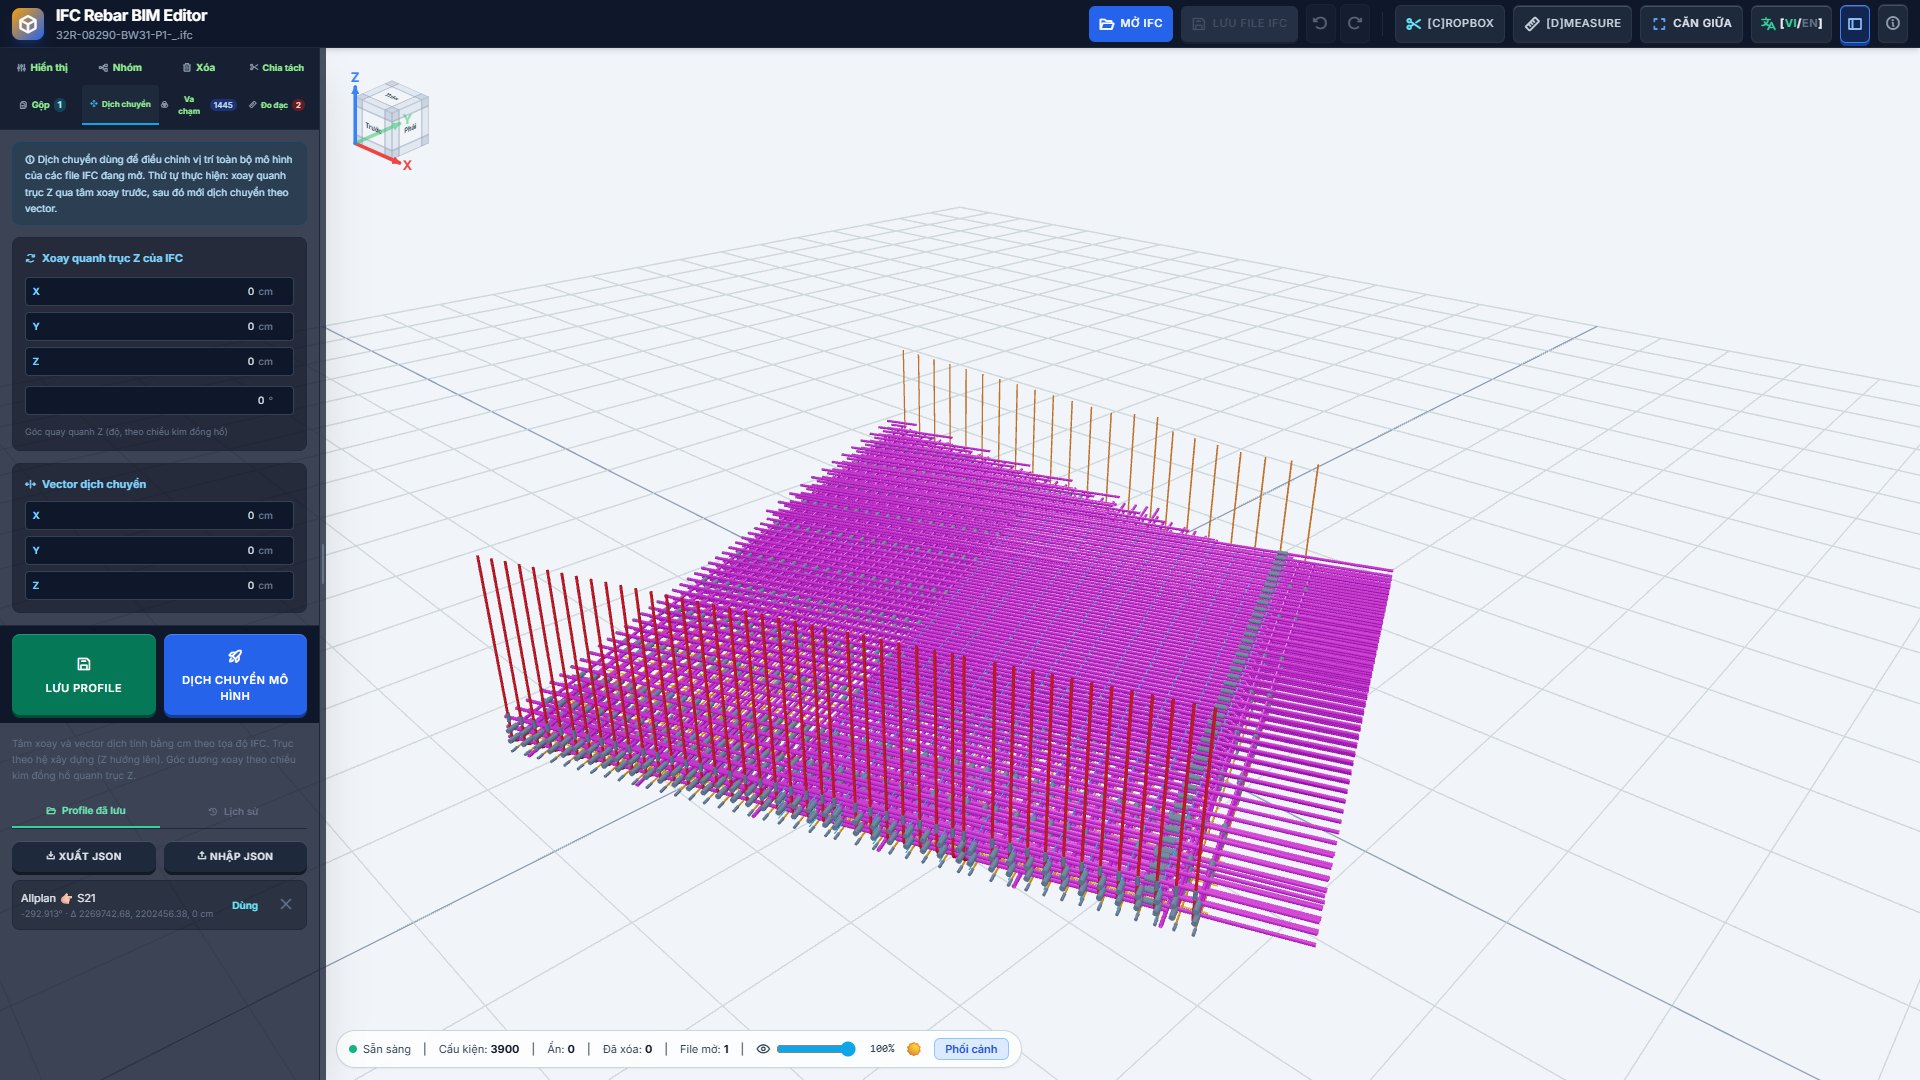 IFC Rebar BIM Editor
32R-08290-BW31-P1-_.ifc
MỞ IFC
LƯU FILE IFC
[C]ROPBOX
[D]MEASURE
CĂN GIỮA
[VI/EN]
Hiển thị
Nhóm
Xóa
Chia tách
Gộp 1
Dịch chuyển
Va chạm 1445
Đo đạc 2
Dịch chuyển dùng để điều chỉnh vị trí toàn bộ mô hình
của các file IFC đang mở. Thứ tự thực hiện: xoay quanh
trục Z qua tâm xoay trước, sau đó mới dịch chuyển theo
vector.
Xoay quanh trục Z của IFC
X 0 cm
Y 0 cm
Z 0 cm
0 °
Góc quay quanh Z (độ, theo chiều kim đồng hồ)
Vector dịch chuyển
X 0 cm
Y 0 cm
Z 0 cm
LƯU PROFILE
DỊCH CHUYỂN MÔ
HÌNH
Tâm xoay và vector dịch tính bằng cm theo tọa độ IFC. Trục
theo hệ xây dựng (Z hướng lên). Góc dương xoay theo chiều
kim đồng hồ quanh trục Z.
Profile đã lưu
Lịch sử
XUẤT JSON
NHẬP JSON
Allplan 👉🏻 S21
-292.913° · Δ 2269742.68, 2202456.38, 0 cm
Dùng
Z
Y
X
Trước
Phải
Sẵn sàng | Cấu kiện: 3900 | Ẩn: 0 | Đã xóa: 0 | File mở: 1 | 100% Phối cảnh